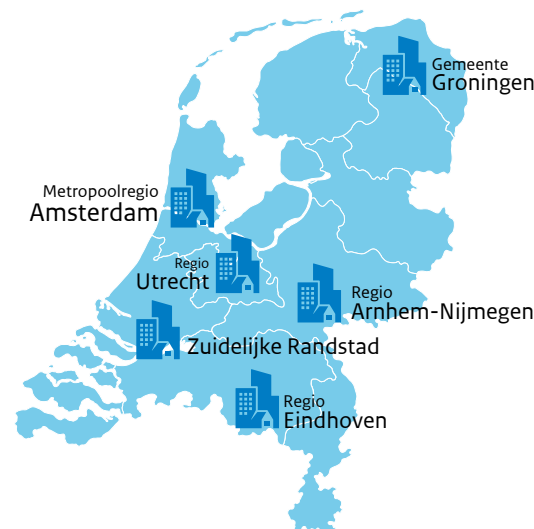 Gemeente
Groningen
Metropoolregio
Amsterdam
Regio
Utrecht
Regio
Arnhem-Nijmegen
Zuidelijke Randstad
Regio
Eindhoven